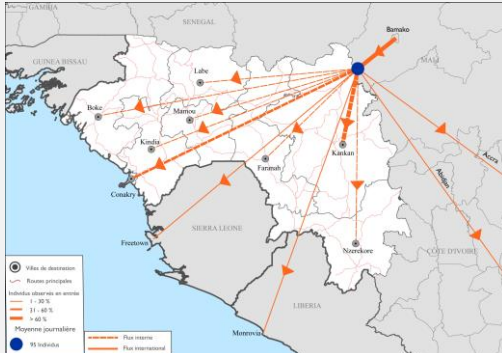 GAMBIA
SENEGAL
Bamako
GUINEA BISSAU
MALI
Labe
Boke
Mamou
Kindia
Kankan
Faranah
Accra
Conakry
Abidjan
Freetown
SIERRA LEONE
Nzerekore
CÔTE D'IVOIRE
LIBERIA
Monrovia
Villes de destination
Routes principales
Individus observés en entrée
1 - 30 %
31 - 60 %
> 60 %
Moyenne journalière
95 Individus
Flux interne
Flux international